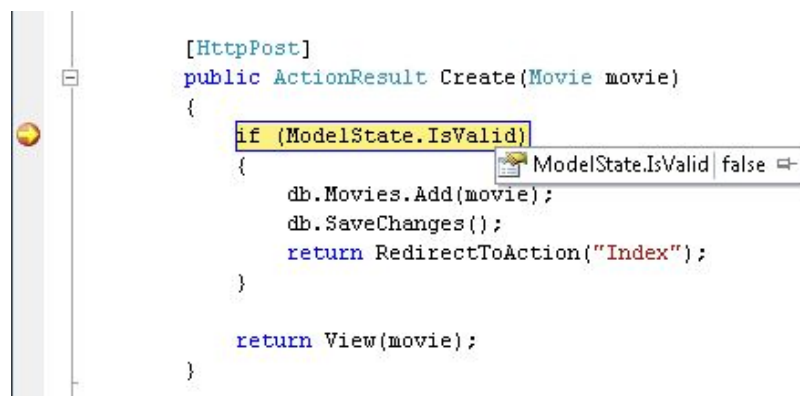 [HttpPost]
public ActionResult Create(Movie movie)
{
if (ModelState.IsValid)
{
ModelState.IsValid false
db.Movies.Add(movie);
db.SaveChanges();
return RedirectToAction("Index");
}
return View(movie);
}